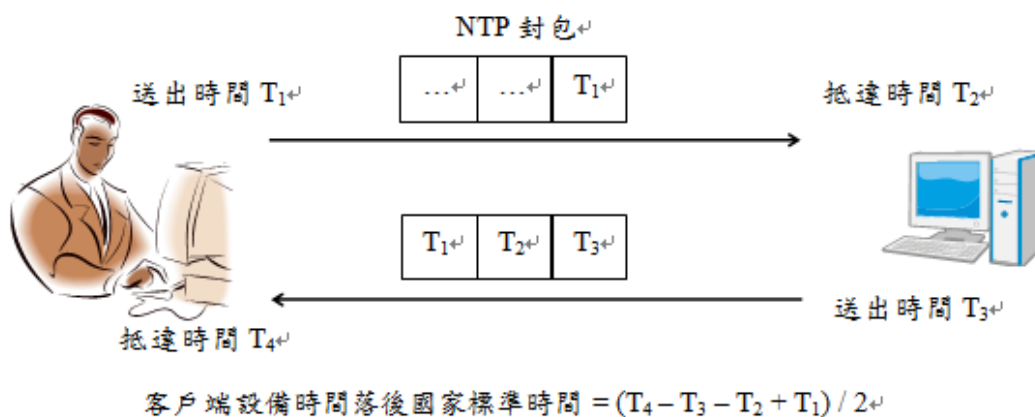 NTP 封包↵
送出時間 T₁↵
…↵ …↵ T₁↵
抵達時間 T₂↵
T₁↵ T₂↵ T₃↵
送出時間 T₃↵
抵達時間 T₄↵
客戶端設備時間落後國家標準時間 = (T₄ – T₃ – T₂ + T₁) / 2↵